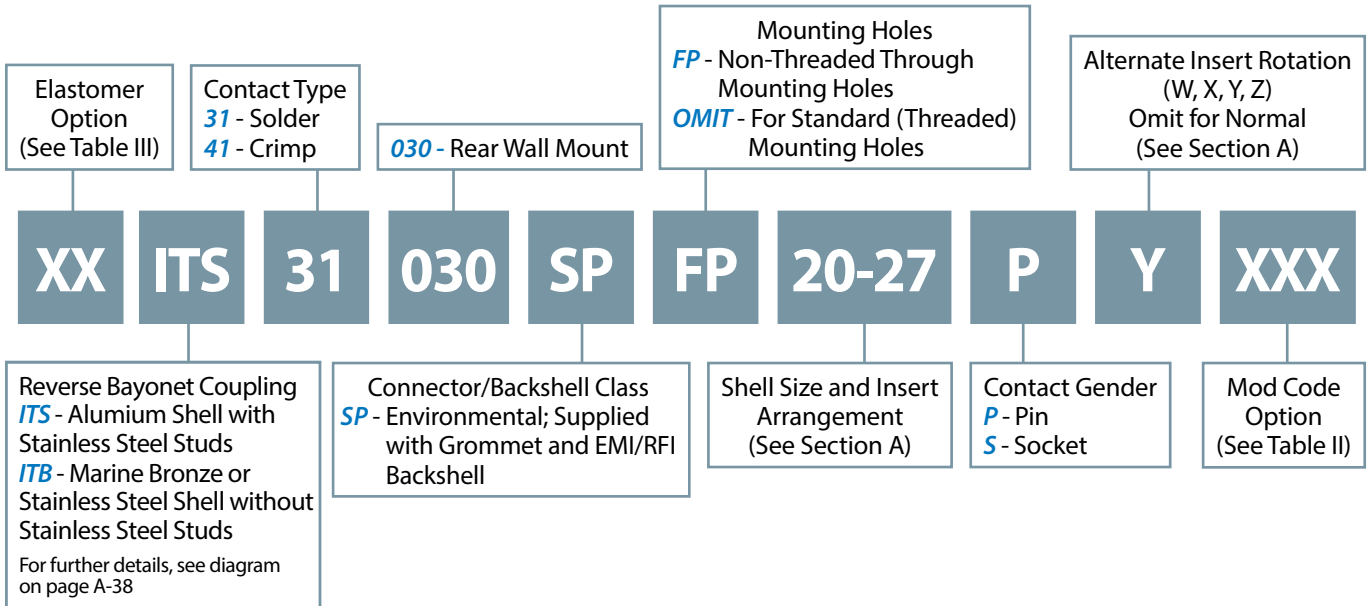 Elastomer
Option
(See Table III)
Contact Type
31 - Solder
41 - Crimp
030 - Rear Wall Mount
Mounting Holes
FP - Non-Threaded Through
Mounting Holes
OMIT - For Standard (Threaded)
Mounting Holes
Alternate Insert Rotation
(W, X, Y, Z)
Omit for Normal
(See Section A)
XX ITS 31 030 SP FP 20-27 P Y XXX
Reverse Bayonet Coupling
ITS - Alumium Shell with
Stainless Steel Studs
ITB - Marine Bronze or
Stainless Steel Shell without
Stainless Steel Studs
For further details, see diagram
on page A-38
Connector/Backshell Class
SP - Environmental; Supplied
with Grommet and EMI/RFI
Backshell
Shell Size and Insert
Arrangement
(See Section A)
Contact Gender
P - Pin
S - Socket
Mod Code
Option
(See Table II)